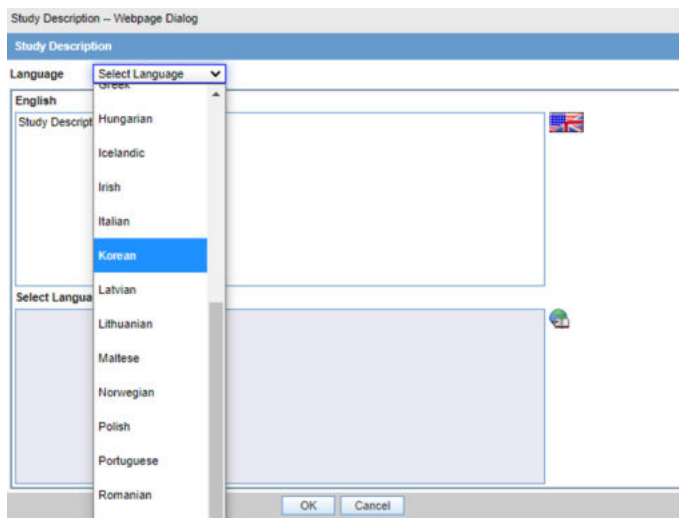 Study Description -- Webpage Dialog
Study Description
Language Select Language
Greek
English
Study Descript
Hungarian
Icelandic
Irish
Italian
Korean
Latvian
Select Langua
Lithuanian
Maltese
Norwegian
Polish
Portuguese
Romanian
OK Cancel